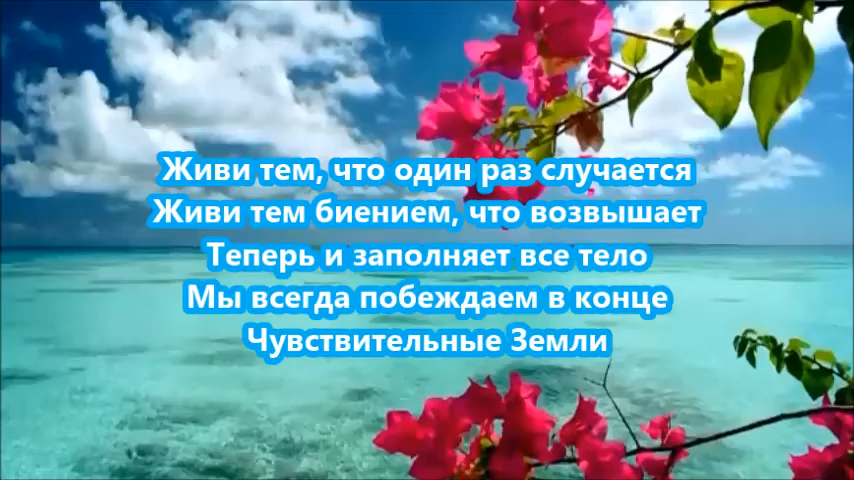 Живи тем, что один раз случается
Живи тем биением, что возвышает
Теперь и заполняет все тело
Мы всегда побеждаем в конце
Чувствительные Земли